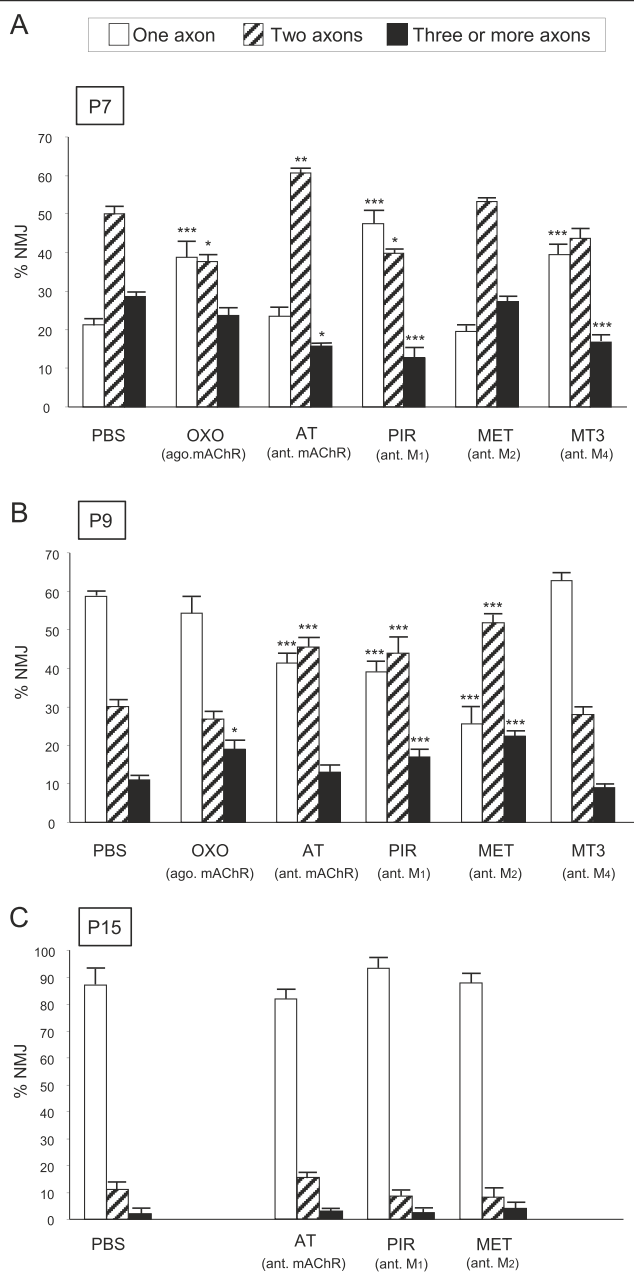 A
One axon Two axons Three or more axons
P7
% NMJ
70
60
50
40
30
20
10
0
*** * ** * *** * *** *** ***
PBS OXO AT PIR MET MT3
(ago.mAChR) (ant. mAChR) (ant. M1) (ant. M2) (ant. M4)
B
P9
% NMJ
70
60
50
40
30
20
10
0
* *** *** *** *** *** *** *** ***
PBS OXO AT PIR MET MT3
(ago. mAChR) (ant. mAChR) (ant. M1) (ant. M2) (ant. M4)
C
P15
% NMJ
100
90
80
70
60
50
40
30
20
10
0
PBS AT PIR MET
(ant. mAChR) (ant. M1) (ant. M2)